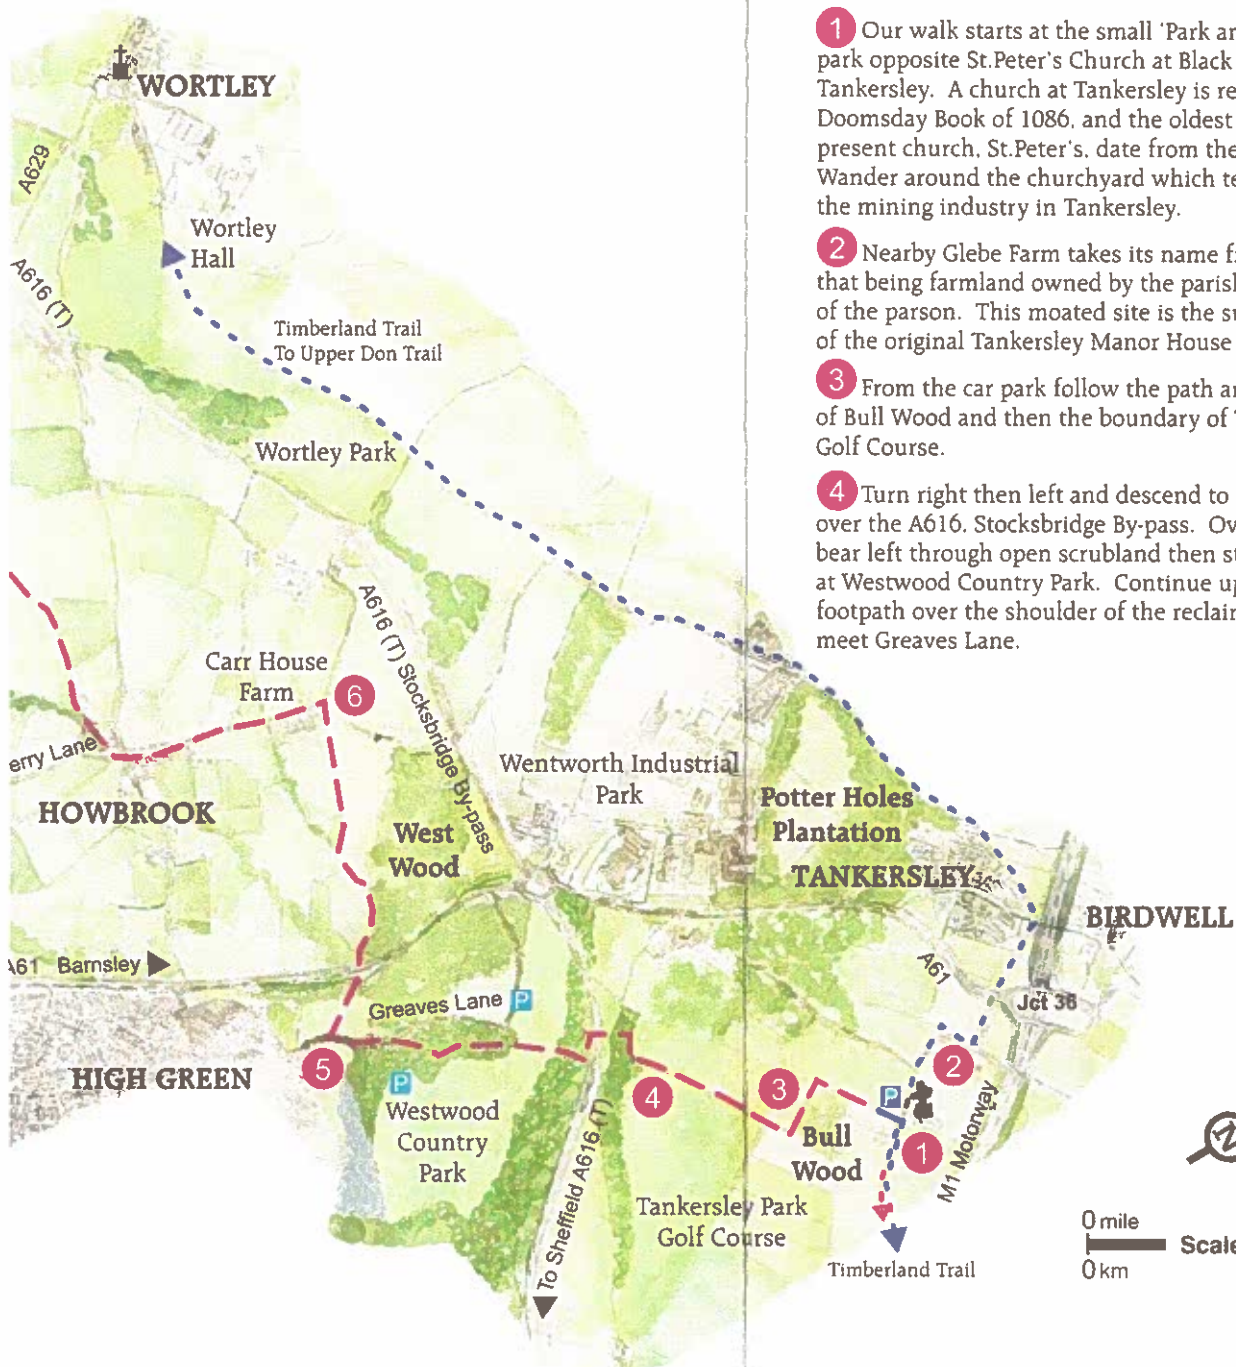 1 Our walk starts at the small 'Park an
park opposite St.Peter's Church at Black
Tankersley. A church at Tankersley is re
Doomsday Book of 1086, and the oldest
present church, St.Peter's, date from the
Wander around the churchyard which te
the mining industry in Tankersley.
2 Nearby Glebe Farm takes its name f
that being farmland owned by the parish
of the parson. This moated site is the su
of the original Tankersley Manor House
3 From the car park follow the path ar
of Bull Wood and then the boundary of
Golf Course.
4 Turn right then left and descend to
over the A616, Stocksbridge By-pass. Ov
bear left through open scrubland then st
at Westwood Country Park. Continue up
footpath over the shoulder of the reclai
meet Greaves Lane.
WORTLEY
A629
Wortley
Hall
A616 (T)
Timberland Trail
To Upper Don Trail
Wortley Park
A616 (T) Stocksbridge By-pass
Carr House
Farm
6
erry Lane
HOWBROOK
West
Wood
Wentworth Industrial
Park
Potter Holes
Plantation
TANKERSLEY
BIRDWELL
A61 Barnsley
A61
Jct 36
Greaves Lane P
HIGH GREEN
5
P
Westwood
Country
Park
4
3
2
P
1
Bull
Wood
M1 Motorway
To Sheffield A616 (T)
Tankersley Park
Golf Course
Timberland Trail
0 mile
Scale
0 km